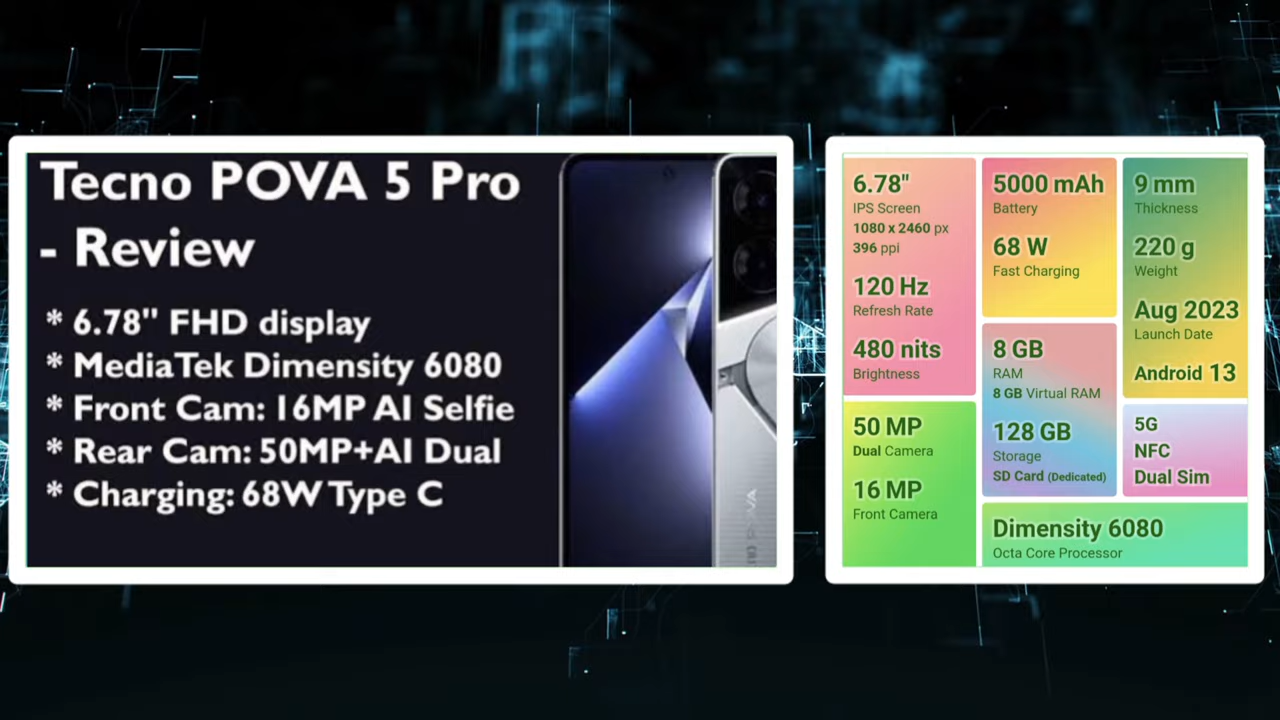 Tecno POVA 5 Pro
- Review
* 6.78" FHD display
* MediaTek Dimensity 6080
* Front Cam: 16MP AI Selfie
* Rear Cam: 50MP+AI Dual
* Charging: 68W Type C
6.78"
IPS Screen
1080 x 2460 px
396 ppi
120 Hz
Refresh Rate
480 nits
Brightness
50 MP
Dual Camera
16 MP
Front Camera
5000 mAh
Battery
68 W
Fast Charging
8 GB
RAM
8 GB Virtual RAM
128 GB
Storage
SD Card (Dedicated)
9 mm
Thickness
220 g
Weight
Aug 2023
Launch Date
Android 13
5G
NFC
Dual Sim
Dimensity 6080
Octa Core Processor